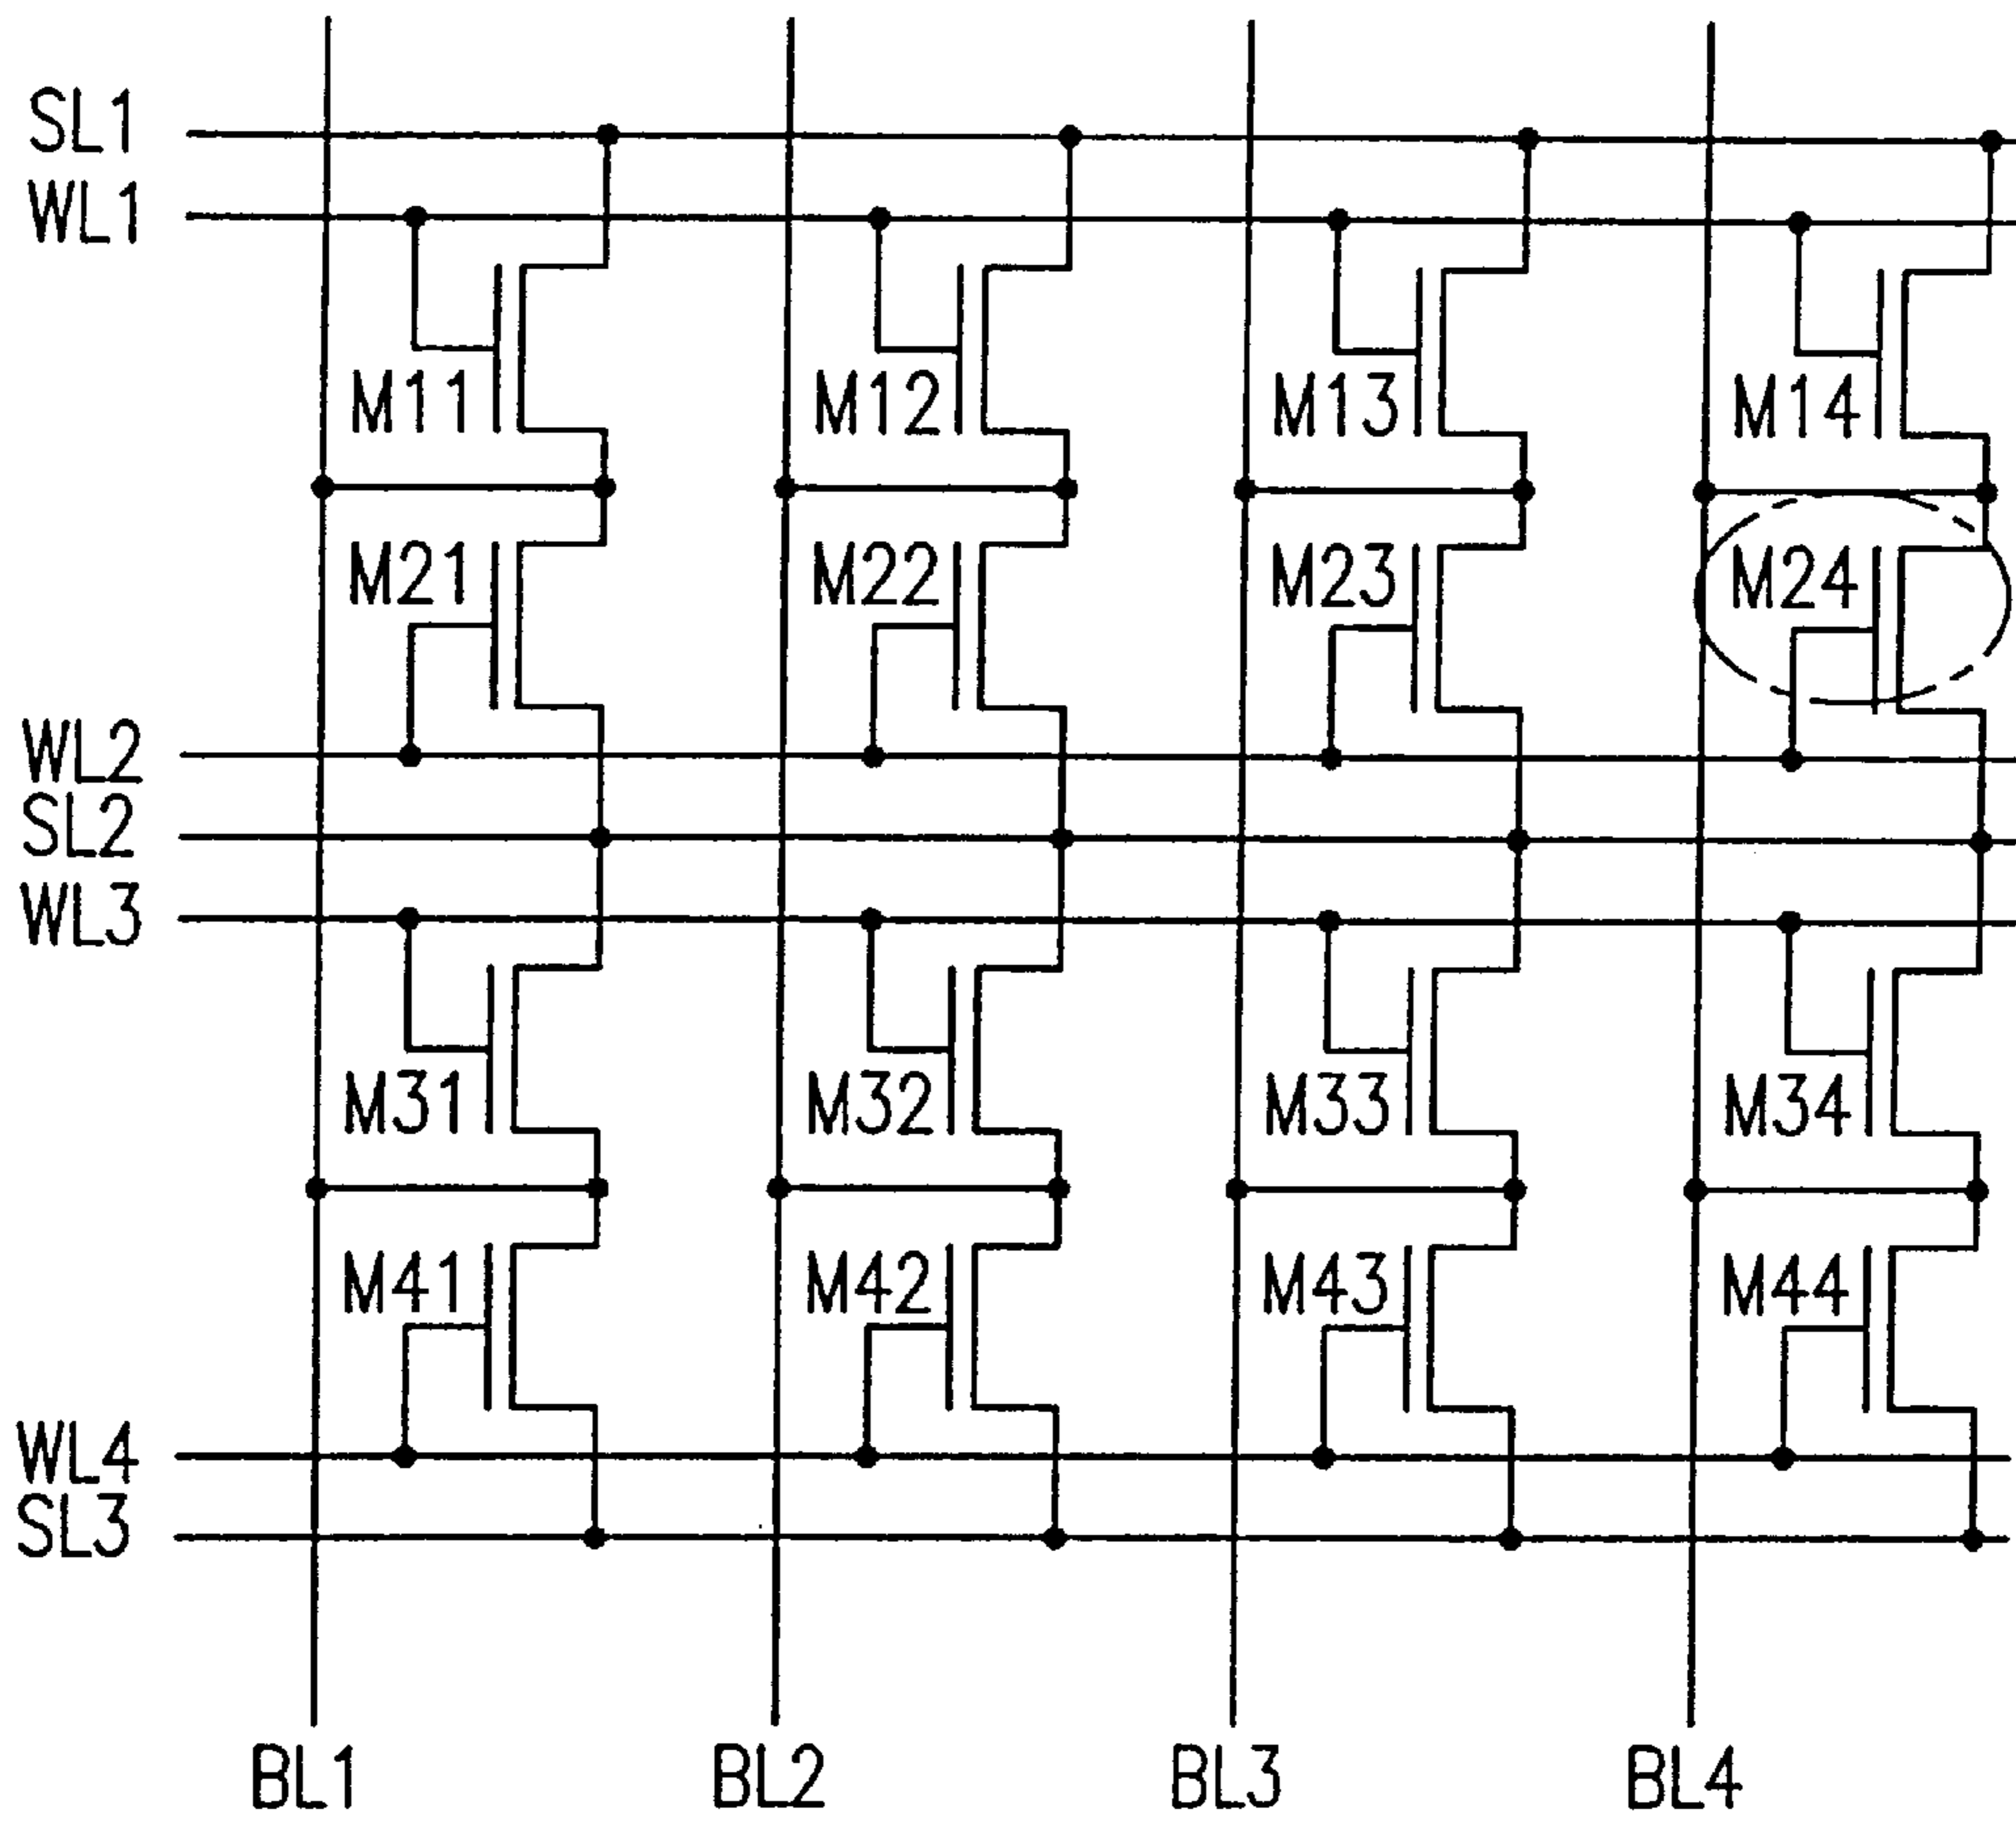 SL1
WL1
M11 M12 M13 M14
M21 M22 M23 M24
WL2
SL2
WL3
M31 M32 M33 M34
M41 M42 M43 M44
WL4
SL3
BL1 BL2 BL3 BL4